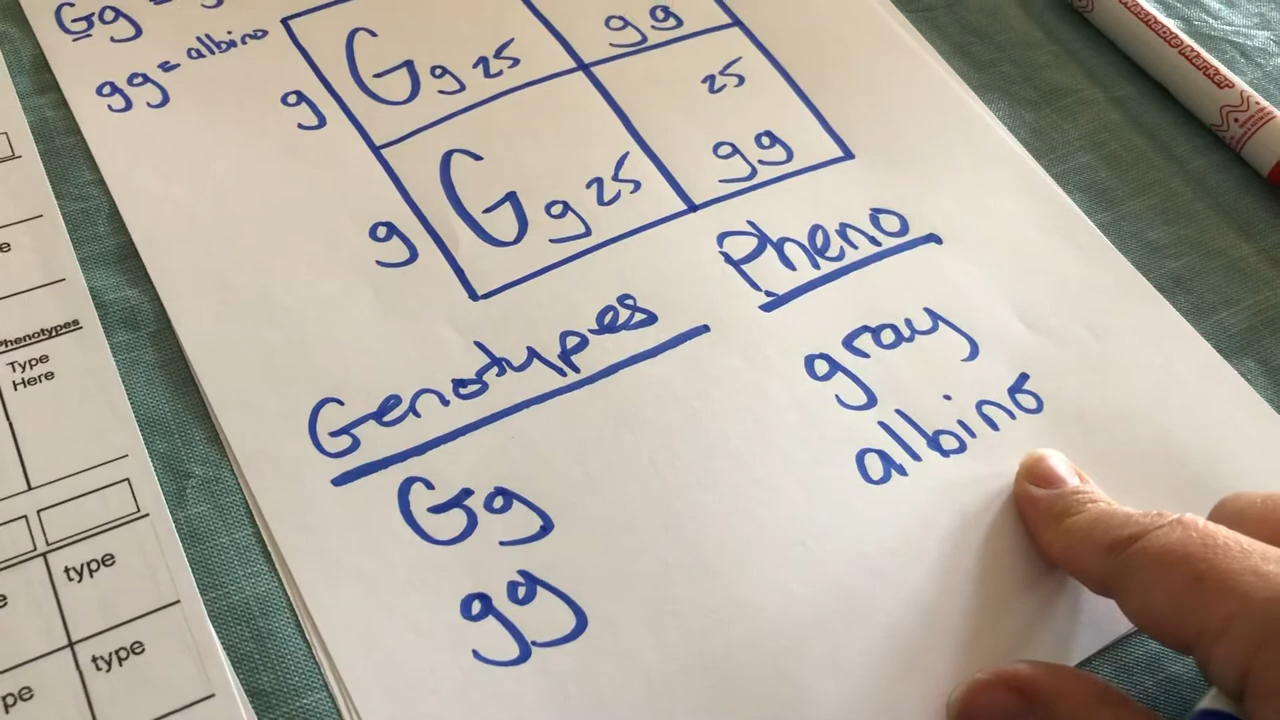 Gg =
gg = albino
g
Gg 25
gg
25
g
Gg 25
gg
Genotypes
Pheno
Gg
gray
gg
albino
Washable Marker
Phenotypes
Type
Here
type
type